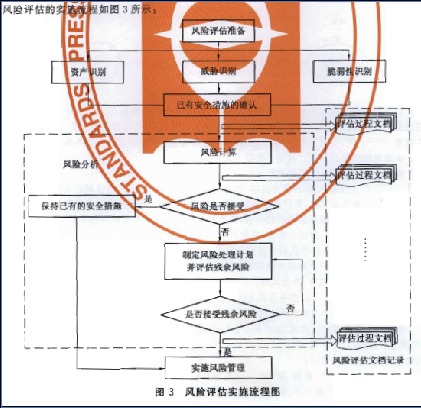 风险评估的实施流程如图3所示：
风险评估准备
资产识别
威胁识别
脆弱性识别
已有安全措施的确认
评估过程文档
风险计算
风险分析
评估过程文档
是
保持已有的安全措施
风险是否接受
否
制定风险处理计划
并评估残余风险
是否接受残余风险
否
评估过程文档
是
风险评估文档记录
实施风险管理
图 3 风险评估实施流程图
STANDARDS PRES